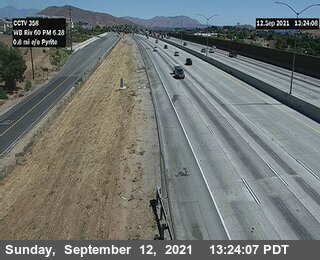 CCTV 358
WB Riv 60 PM 6.28
0.8 mi e/o Pyrite
12.Sep 2021 13:24:08
Sunday, September 12, 2021 13:24:07 PDT